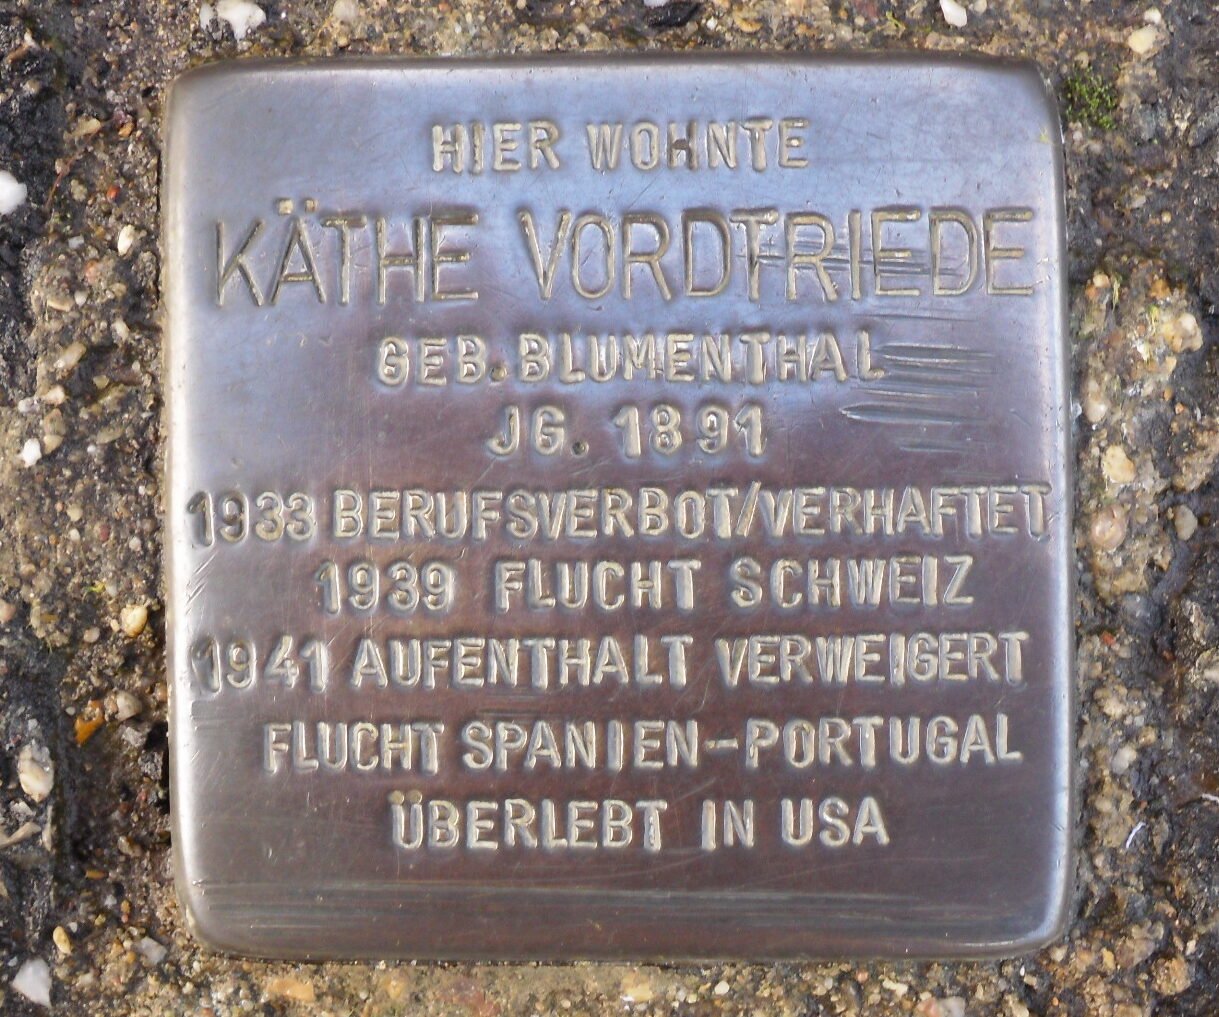 HIER WOHNTE
KÄTHE VORDTRIEDE
GEB. BLUMENTHAL
JG. 1891
1933 BERUFSVERBOT/VERHAFTET
1939 FLUCHT SCHWEIZ
1941 AUFENTHALT VERWEIGERT
FLUCHT SPANIEN-PORTUGAL
ÜBERLEBT IN USA